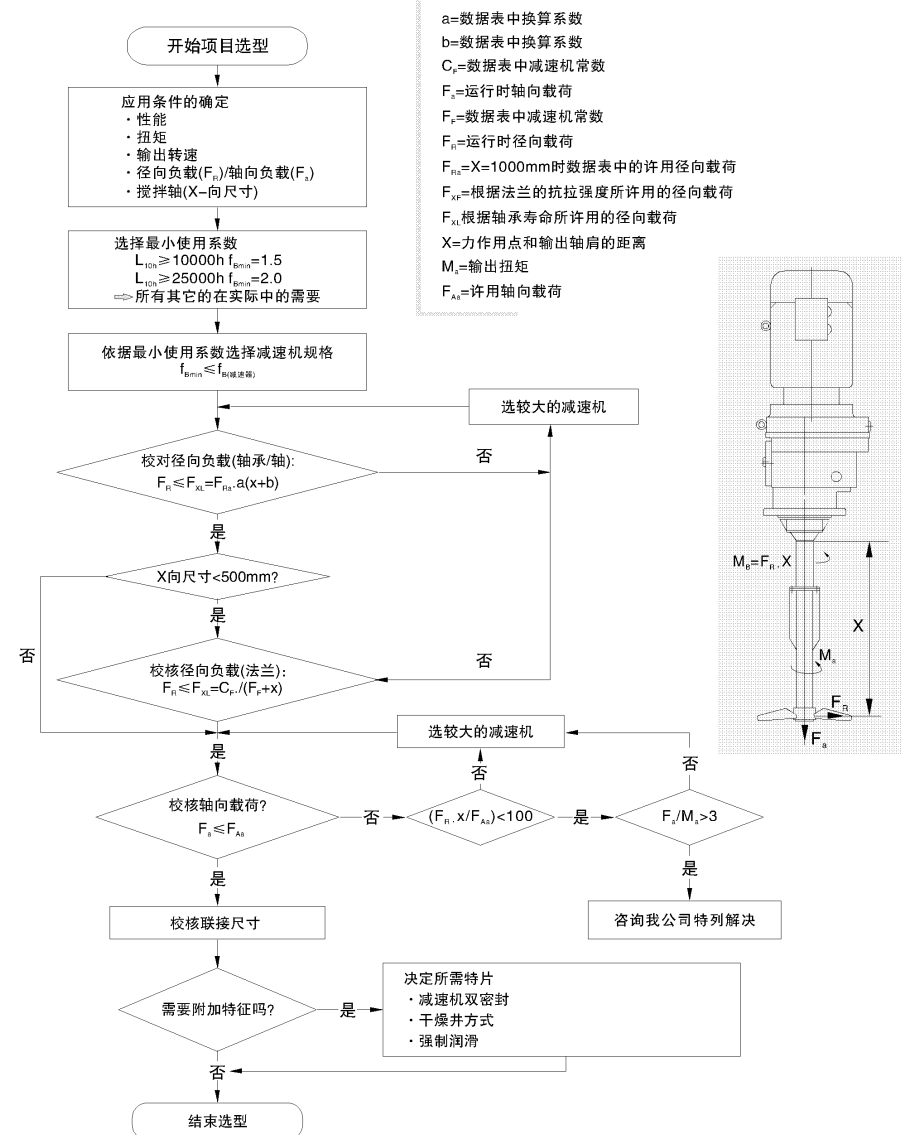 a=数据表中换算系数
b=数据表中换算系数
C_F=数据表中减速机常数
F_a=运行时轴向载荷
F_F=数据表中减速机常数
F_R=运行时径向载荷
F_Ra=X=1000mm时数据表中的许用径向载荷
F_XF=根据法兰的抗拉强度所许用的径向载荷
F_XL根据轴承寿命所许用的径向载荷
X=力作用点和输出轴肩的距离
M_a=输出扭矩
F_Aa=许用轴向载荷
开始项目选型
应用条件的确定
·性能
·扭矩
·输出转速
·径向负载(F_R)/轴向负载(F_a)
·搅拌轴(X-向尺寸)
选择最小使用系数
L_10h≥10000h f_Bmin=1.5
L_10h≥25000h f_Bmin=2.0
⇨所有其它的在实际中的需要
依据最小使用系数选择减速机规格
f_Bmin≤f_B(减速器)
选较大的减速机
校对径向负载(轴承/轴):
F_R≤F_XL=F_Ra.a(x+b)
否
是
X向尺寸<500mm?
是
否
校核径向负载(法兰):
F_R≤F_XL=C_F./(F_F+x)
否
选较大的减速机
是
否
否
校核轴向载荷?
F_a≤F_Aa
否
(F_R.x/F_Aa)<100
是
F_a/M_a>3
是
是
校核联接尺寸
咨询我公司特列解决
需要附加特征吗?
是
决定所需特片
·减速机双密封
·干燥井方式
·强制润滑
否
结束选型
M_B=F_R.X
X
M_a
F_R
F_a